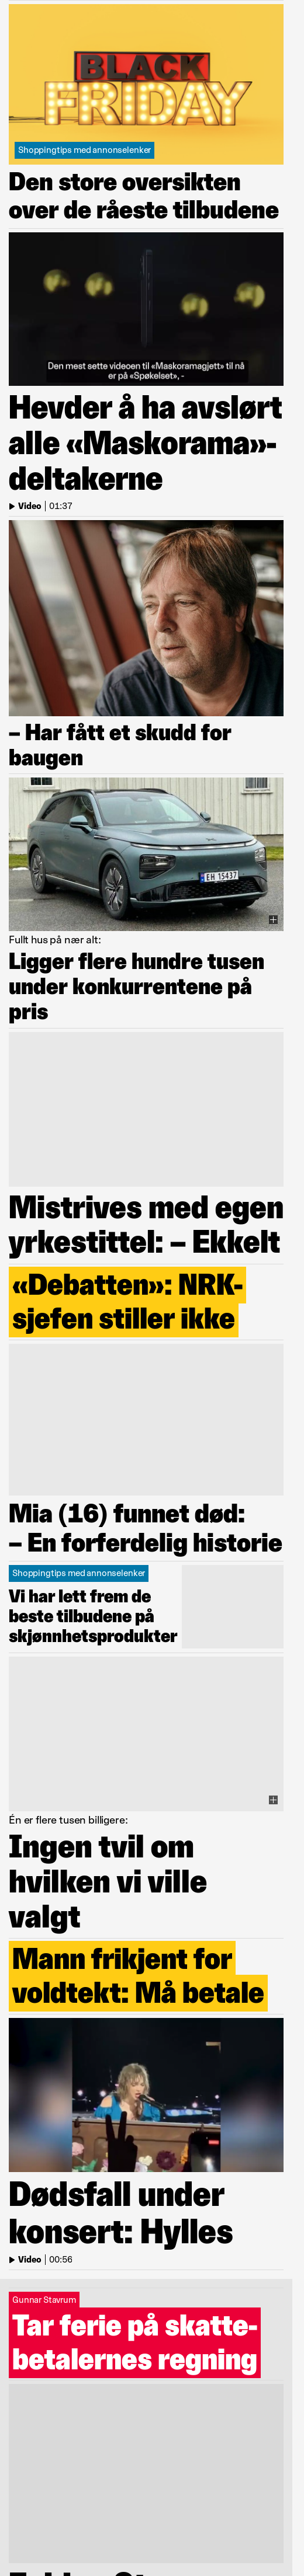 BLACK
FRIDAY
Shoppingtips med annonselenker
Den store oversikten
over de råeste tilbudene
Den mest sette videoen til «Maskoramagjett» til nå
er på «Spøkelset», -
Hevder å ha avslørt
alle «Maskorama»-
deltakerne
Video | 01:37
– Har fått et skudd for
baugen
EH 15437
Fullt hus på nær alt:
Ligger flere hundre tusen
under konkurrentene på
pris
Mistrives med egen
yrkestittel: – Ekkelt
«Debatten»: NRK-
sjefen stiller ikke
Mia (16) funnet død:
– En forferdelig historie
Shoppingtips med annonselenker
Vi har lett frem de
beste tilbudene på
skjønnhetsprodukter
Én er flere tusen billigere:
Ingen tvil om
hvilken vi ville
valgt
Mann frikjent for
voldtekt: Må betale
Dødsfall under
konsert: Hylles
Video | 00:56
Gunnar Stavrum
Tar ferie på skatte-
betalernes regning